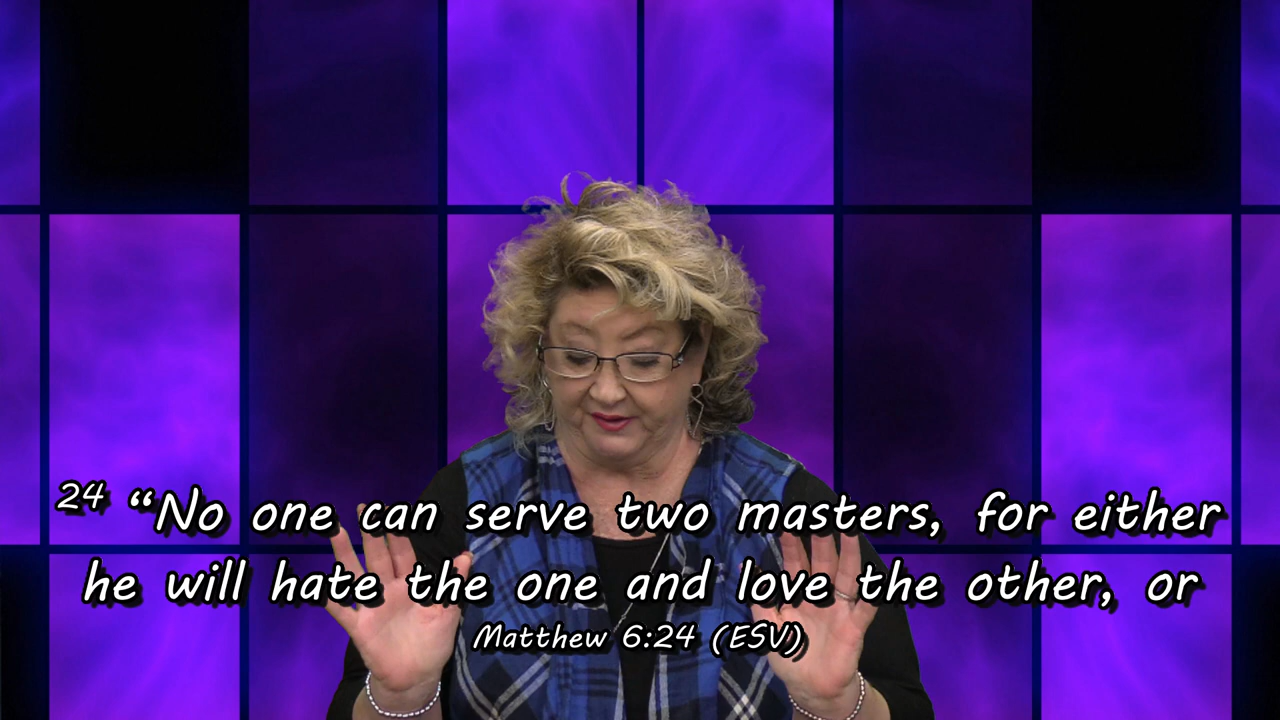 24 “No one can serve two masters, for either
he will hate the one and love the other, or
Matthew 6:24 (ESV)